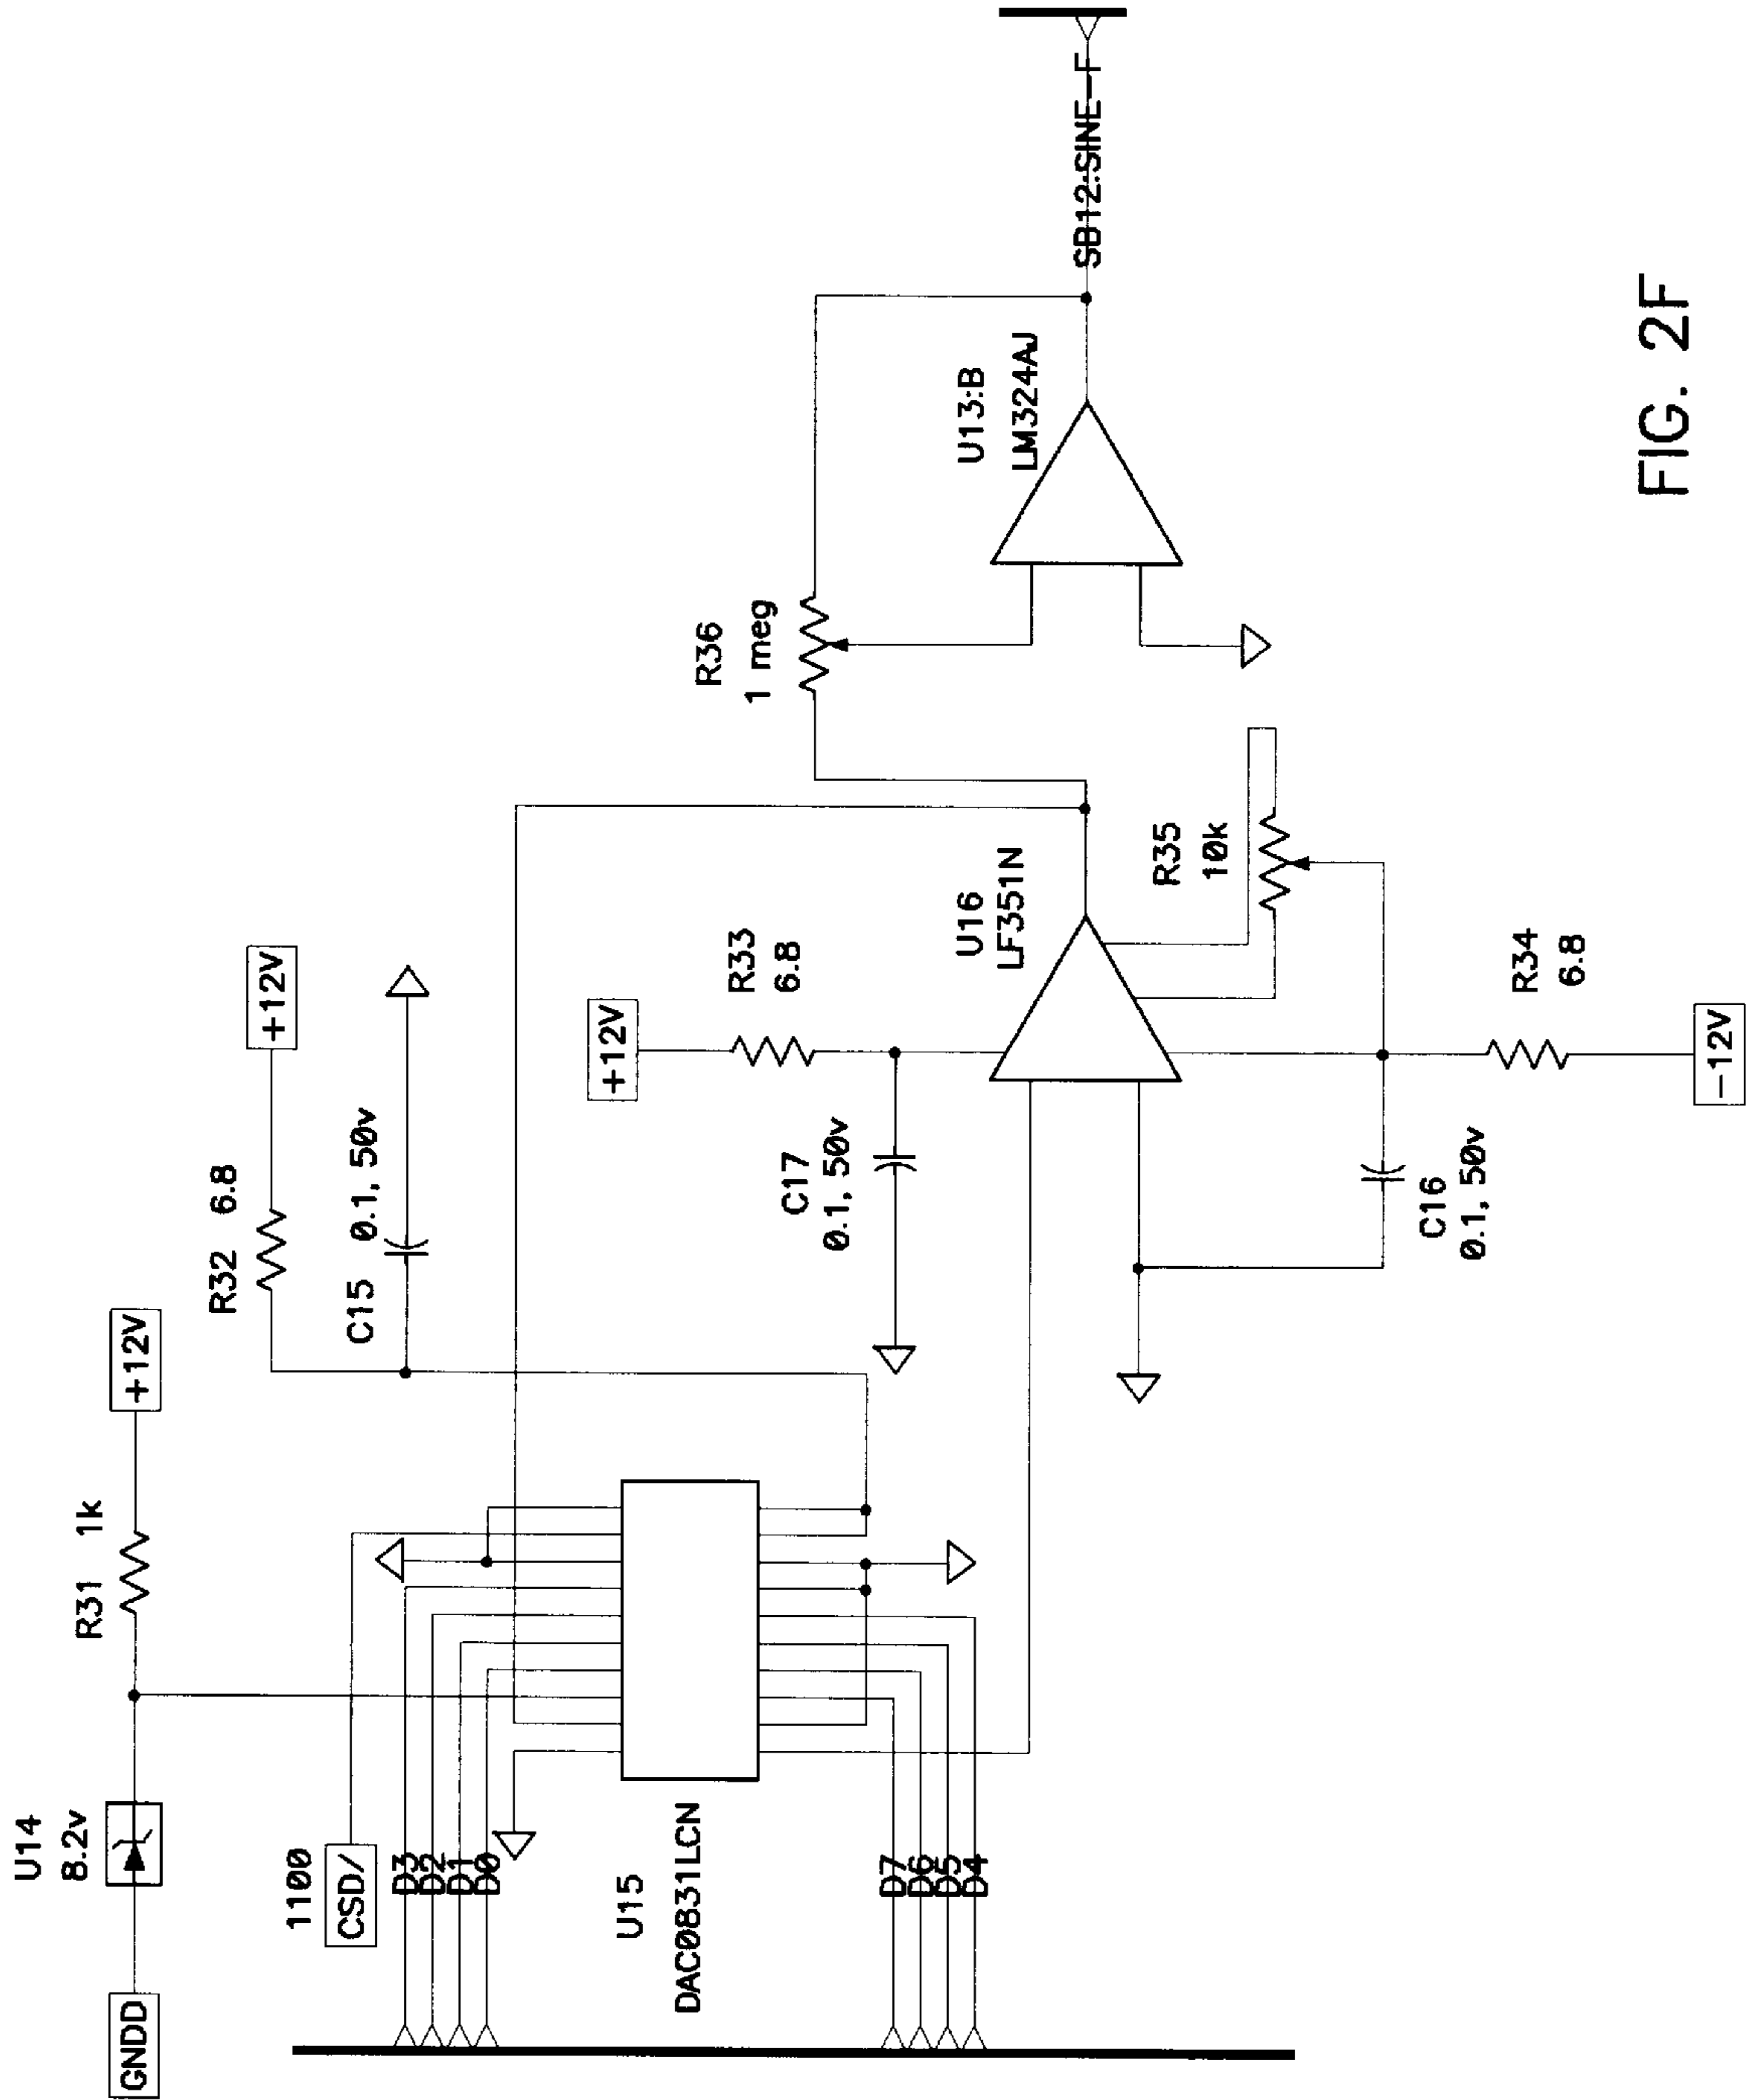 GNDD
U14
8.2v
R31 1k
+12V
1100
CSD/
D3
D2
D1
D0
R32 6.8
+12V
C15 0.1, 50v
U15
DAC0831LCN
D7
D6
D5
D4
+12V
R33
6.8
C17
0.1, 50v
U16
LF351N
R35
10k
C16
0.1, 50v
R34
6.8
-12V
R36
1 meg
U13:B
LM324AJ
SB12:SINE-F
FIG. 2F